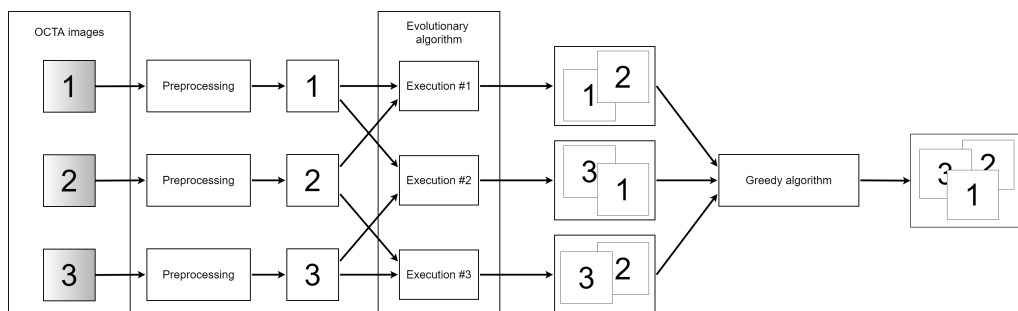 OCTA images
Evolutionary
algorithm
1
Preprocessing
1
Execution #1
1
2
2
Preprocessing
2
Execution #2
3
1
Greedy algorithm
3
2
1
3
Preprocessing
3
Execution #3
3
2